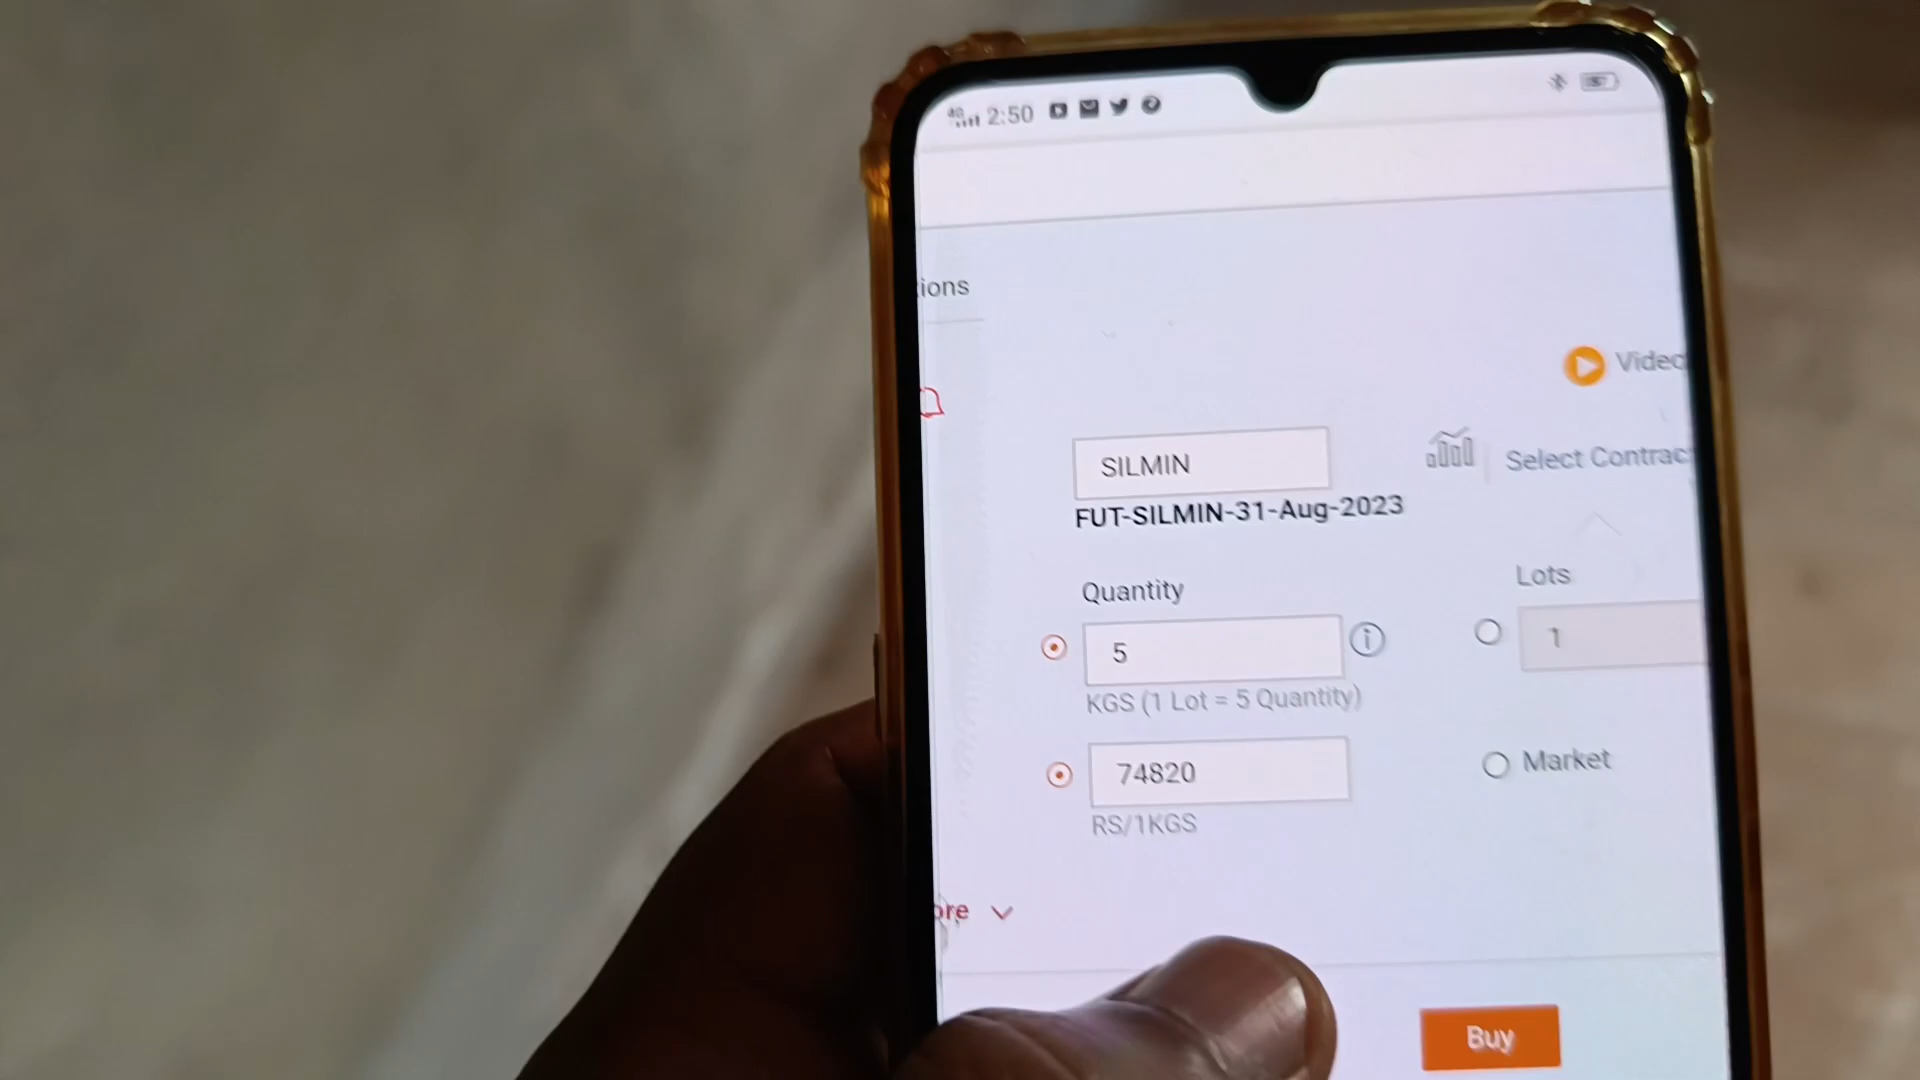 4G 2:50
ions
Video
SILMIN
Select Contract
FUT-SILMIN-31-Aug-2023
Quantity
Lots
5
1
KGS (1 Lot = 5 Quantity)
74820
Market
RS/1KGS
ore
Buy